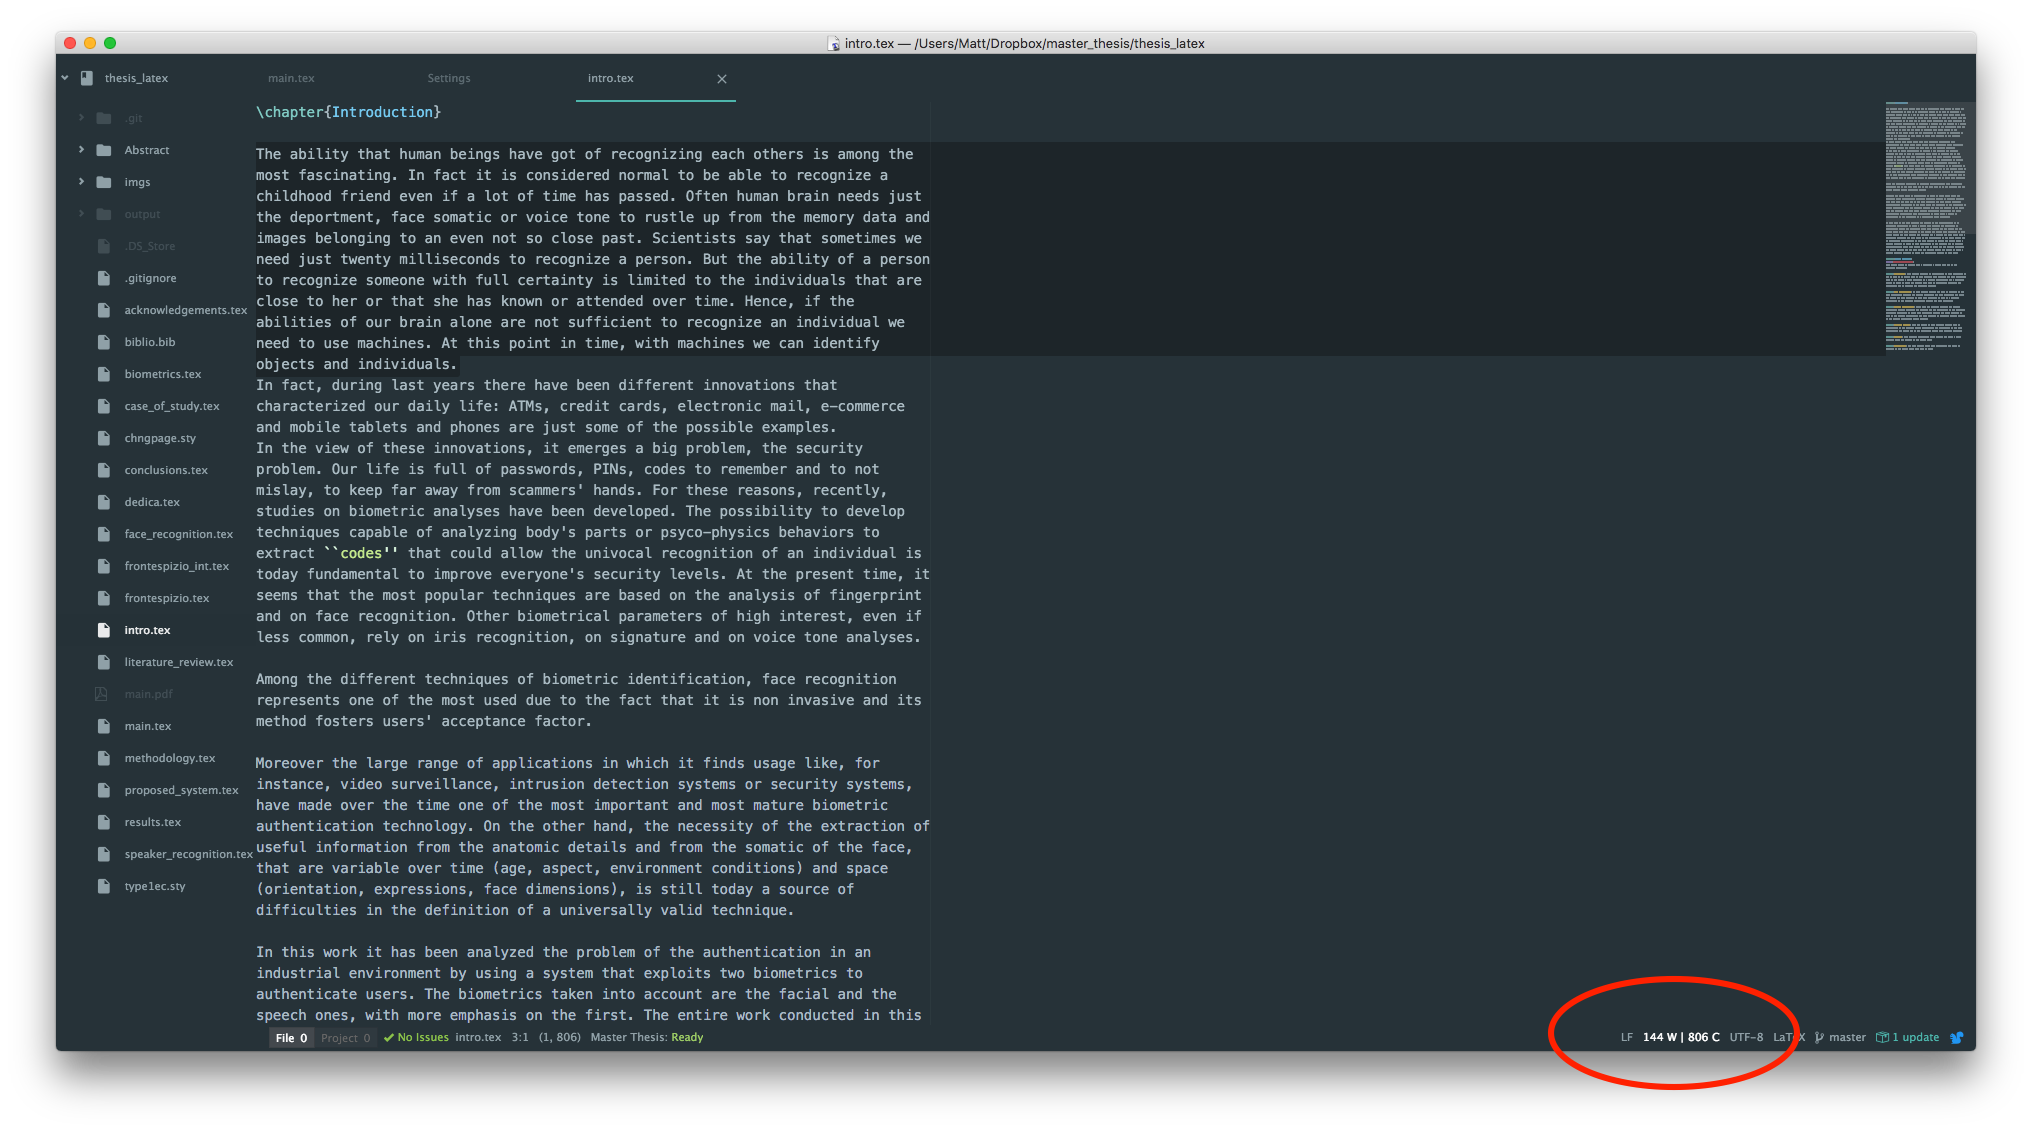 intro.tex — /Users/Matt/Dropbox/master_thesis/thesis_latex
thesis_latex
main.tex
Settings
intro.tex
.git
Abstract
imgs
output
.DS_Store
.gitignore
acknowledgements.tex
biblio.bib
biometrics.tex
case_of_study.tex
chngpage.sty
conclusions.tex
dedica.tex
face_recognition.tex
frontespizio_int.tex
frontespizio.tex
intro.tex
literature_review.tex
main.pdf
main.tex
methodology.tex
proposed_system.tex
results.tex
speaker_recognition.tex
type1ec.sty
\chapter{Introduction}
The ability that human beings have got of recognizing each others is among the
most fascinating. In fact it is considered normal to be able to recognize a
childhood friend even if a lot of time has passed. Often human brain needs just
the deportment, face somatic or voice tone to rustle up from the memory data and
images belonging to an even not so close past. Scientists say that sometimes we
need just twenty milliseconds to recognize a person. But the ability of a person
to recognize someone with full certainty is limited to the individuals that are
close to her or that she has known or attended over time. Hence, if the
abilities of our brain alone are not sufficient to recognize an individual we
need to use machines. At this point in time, with machines we can identify
objects and individuals.
In fact, during last years there have been different innovations that
characterized our daily life: ATMs, credit cards, electronic mail, e-commerce
and mobile tablets and phones are just some of the possible examples.
In the view of these innovations, it emerges a big problem, the security
problem. Our life is full of passwords, PINs, codes to remember and to not
mislay, to keep far away from scammers' hands. For these reasons, recently,
studies on biometric analyses have been developed. The possibility to develop
techniques capable of analyzing body's parts or psyco-physics behaviors to
extract ``codes'' that could allow the univocal recognition of an individual is
today fundamental to improve everyone's security levels. At the present time, it
seems that the most popular techniques are based on the analysis of fingerprint
and on face recognition. Other biometrical parameters of high interest, even if
less common, rely on iris recognition, on signature and on voice tone analyses.
Among the different techniques of biometric identification, face recognition
represents one of the most used due to the fact that it is non invasive and its
method fosters users' acceptance factor.
Moreover the large range of applications in which it finds usage like, for
instance, video surveillance, intrusion detection systems or security systems,
have made over the time one of the most important and most mature biometric
authentication technology. On the other hand, the necessity of the extraction of
useful information from the anatomic details and from the somatic of the face,
that are variable over time (age, aspect, environment conditions) and space
(orientation, expressions, face dimensions), is still today a source of
difficulties in the definition of a universally valid technique.
In this work it has been analyzed the problem of the authentication in an
industrial environment by using a system that exploits two biometrics to
authenticate users. The biometrics taken into account are the facial and the
speech ones, with more emphasis on the first. The entire work conducted in this
File 0 Project 0 No Issues intro.tex 3:1 (1, 806) Master Thesis: Ready
LF 144 W | 806 C UTF-8 LaTeX master 1 update